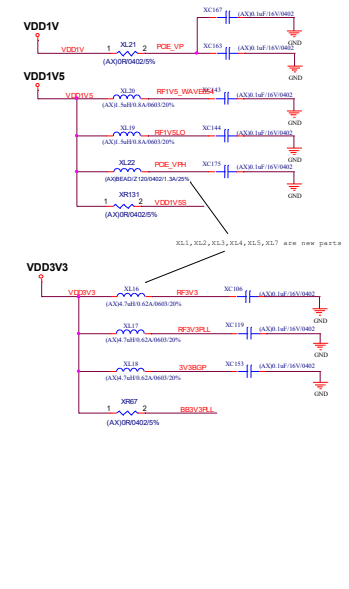 XC167
(AX)0.1uF/16V/0402
VDD1V
GND
XL21
XC163
VDD1V
1
2
PCIE_VP
(AX)0.1uF/16V/0402
(AX)0R/0402/5%
GND
VDD1V5
XL20
RF1V5_WAVE
(AX)0.1uF/16V/0402
VDD1V5
(AX)1.5uH/0.8A/0603/20%
GND
XL19
RF1V5LO
XC144
(AX)0.1uF/16V/0402
(AX)1.5uH/0.8A/0603/20%
GND
XL22
PCIE_VPH
XC175
(AX)0.1uF/16V/0402
(AX)BEAD/Z120/0402/1.3A/25%
GND
XR131
1
2
VDD1V5S
(AX)0R/0402/5%
XL1,XL2,XL3,XL4,XL5,XL7 are new parts
VDD3V3
XL16
XC106
VDD3V3
RF3V3
(AX)0.1uF/16V/0402
(AX)4.7uH/0.62A/0603/20%
GND
XL17
RF3V3PLL
XC119
(AX)0.1uF/16V/0402
(AX)4.7uH/0.62A/0603/20%
GND
XL18
3V3BGP
XC153
(AX)0.1uF/16V/0402
(AX)4.7uH/0.62A/0603/20%
GND
XR67
1
2
BB3V3PLL
(AX)0R/0402/5%